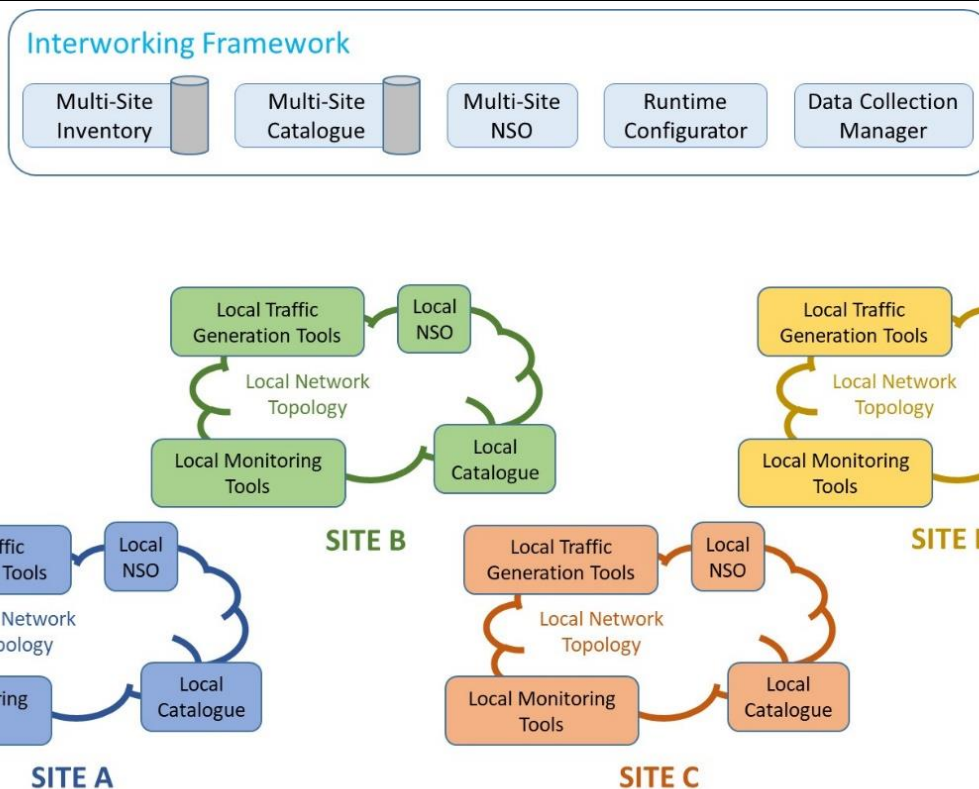 Interworking Framework
Multi-Site
Inventory
Multi-Site
Catalogue
Multi-Site
NSO
Runtime
Configurator
Data Collection
Manager
Local Traffic
Generation Tools
Local
NSO
Local Network
Topology
Local Monitoring
Tools
Local
Catalogue
SITE B
Local Traffic
Generation Tools
Local Network
Topology
Local Monitoring
Tools
SITE
Tools
Local
NSO
Network
Local
Catalogue
SITE A
Local Traffic
Generation Tools
Local
NSO
Local Network
Topology
Local Monitoring
Tools
Local
Catalogue
SITE C